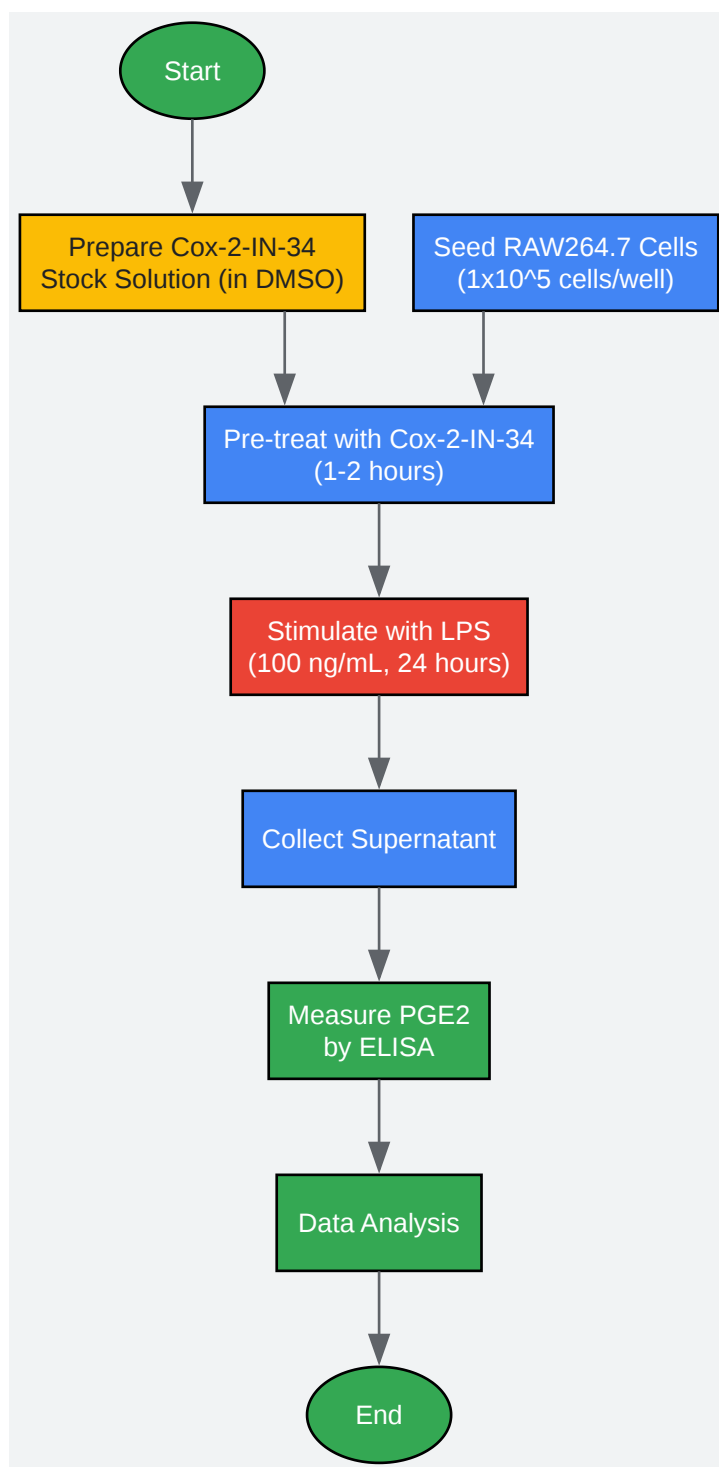 Start
Prepare Cox-2-IN-34
Stock Solution (in DMSO)
Seed RAW264.7 Cells
(1x10^5 cells/well)
Pre-treat with Cox-2-IN-34
(1-2 hours)
Stimulate with LPS
(100 ng/mL, 24 hours)
Collect Supernatant
Measure PGE2
by ELISA
Data Analysis
End